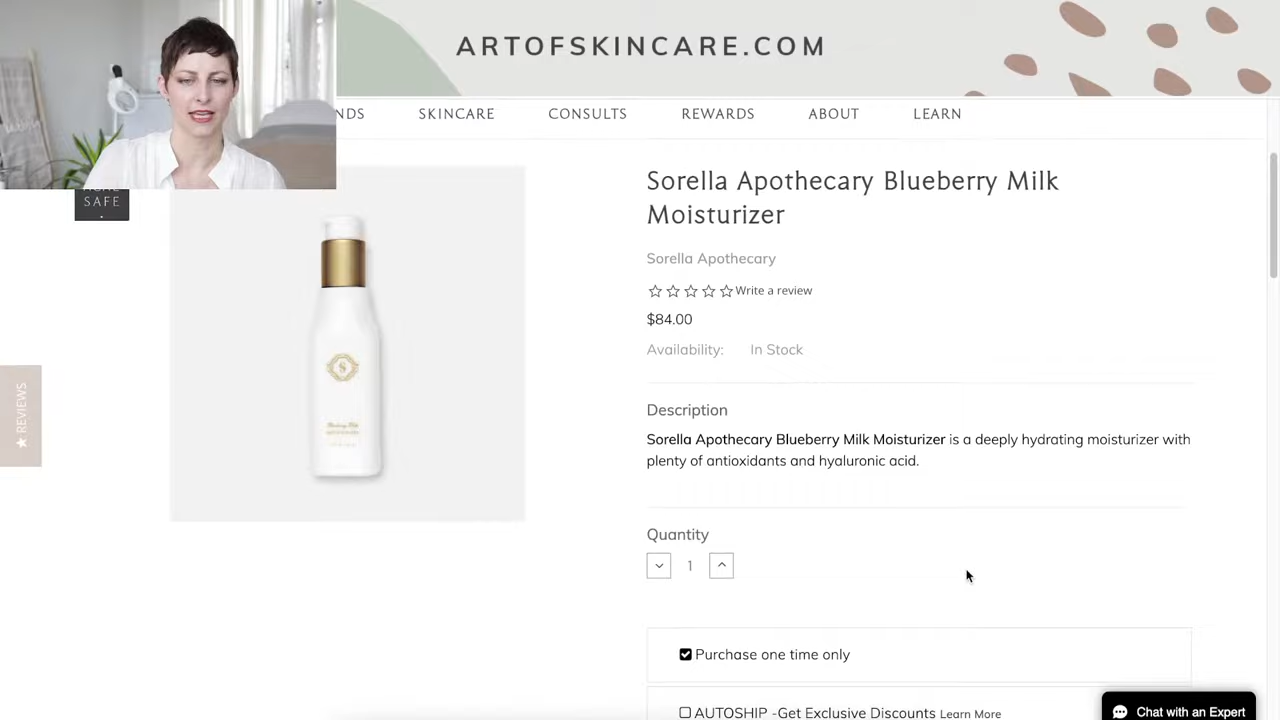 ARTOFSKINCARE.COM
SKINCARE CONSULTS REWARDS ABOUT LEARN
SAFE
Sorella Apothecary Blueberry Milk
Moisturizer
Sorella Apothecary
Write a review
$84.00
Availability: In Stock
Description
Sorella Apothecary Blueberry Milk Moisturizer is a deeply hydrating moisturizer with
plenty of antioxidants and hyaluronic acid.
Quantity
1
Purchase one time only
AUTOSHIP -Get Exclusive Discounts Learn More
★ REVIEWS
S
Chat with an Expert